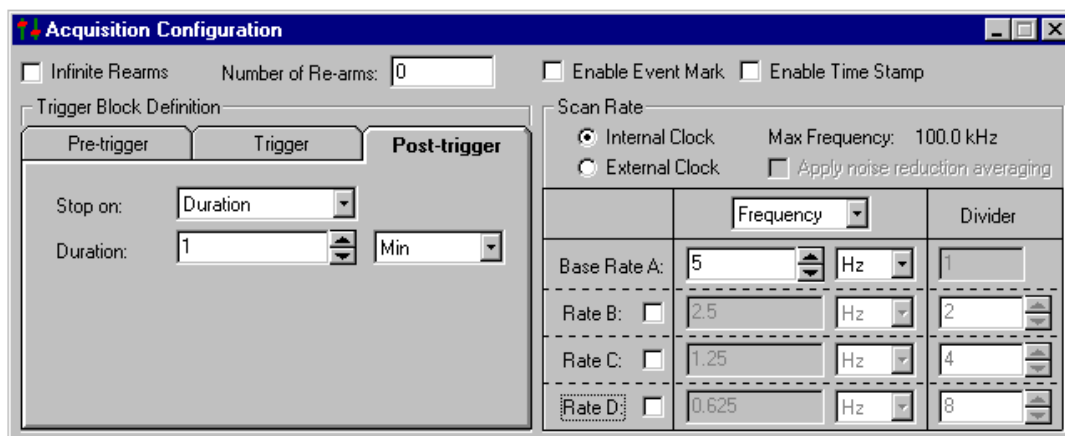 Acquisition Configuration
Infinite Rearms Number of Re-arms: 0 Enable Event Mark Enable Time Stamp
Trigger Block Definition
Pre-trigger Trigger Post-trigger
Stop on: Duration
Duration: 1 Min
Scan Rate
Internal Clock Max Frequency: 100.0 kHz
External Clock Apply noise reduction averaging
Frequency Divider
Base Rate A: 5 Hz 1
Rate B: 2.5 Hz 2
Rate C: 1.25 Hz 4
Rate D: 0.625 Hz 8